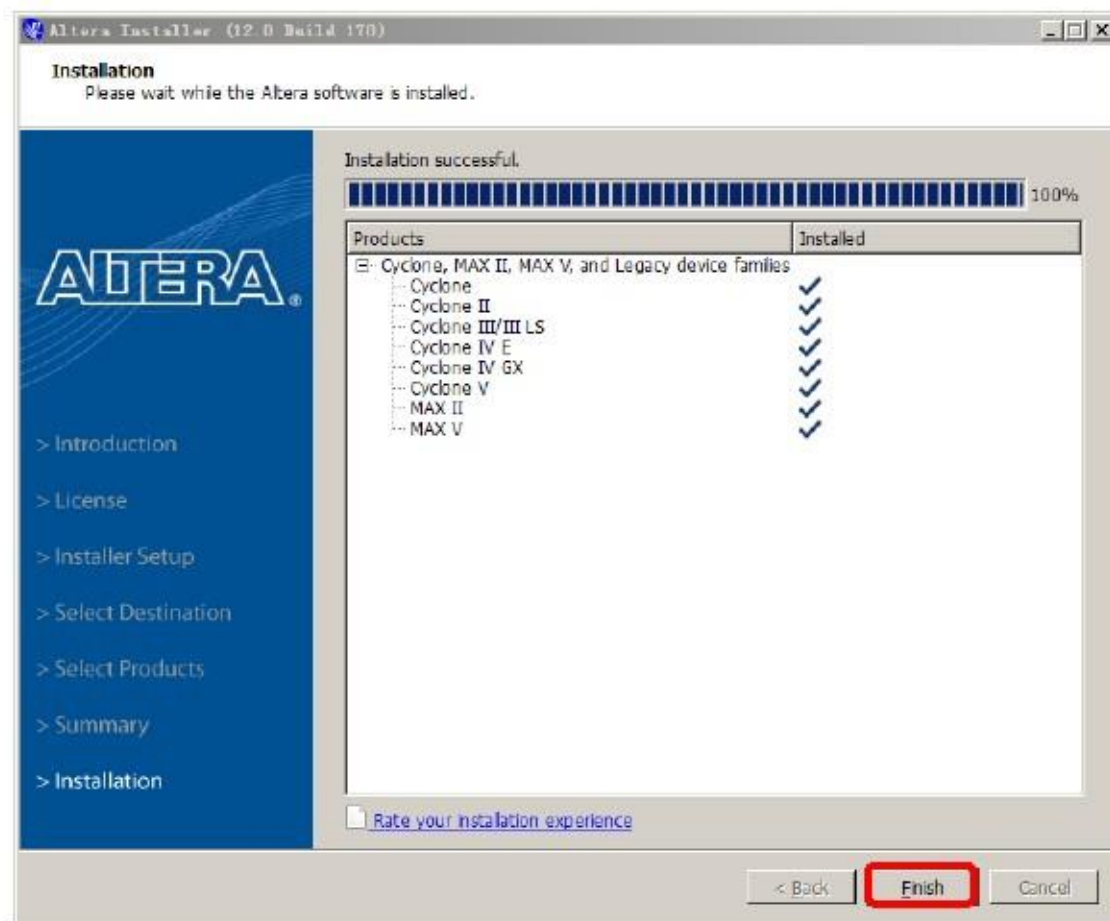 Altera Installer (12.0 Build 170)
Installation
Please wait while the Altera software is installed.
Installation successful.
100%
Products Installed
Cyclone, MAX II, MAX V, and Legacy device families
Cyclone
Cyclone II
Cyclone III/III LS
Cyclone IV E
Cyclone IV GX
Cyclone V
MAX II
MAX V
ALTERA®
> Introduction
> License
> Installer Setup
> Select Destination
> Select Products
> Summary
> Installation
Rate your installation experience
< Back Finish Cancel